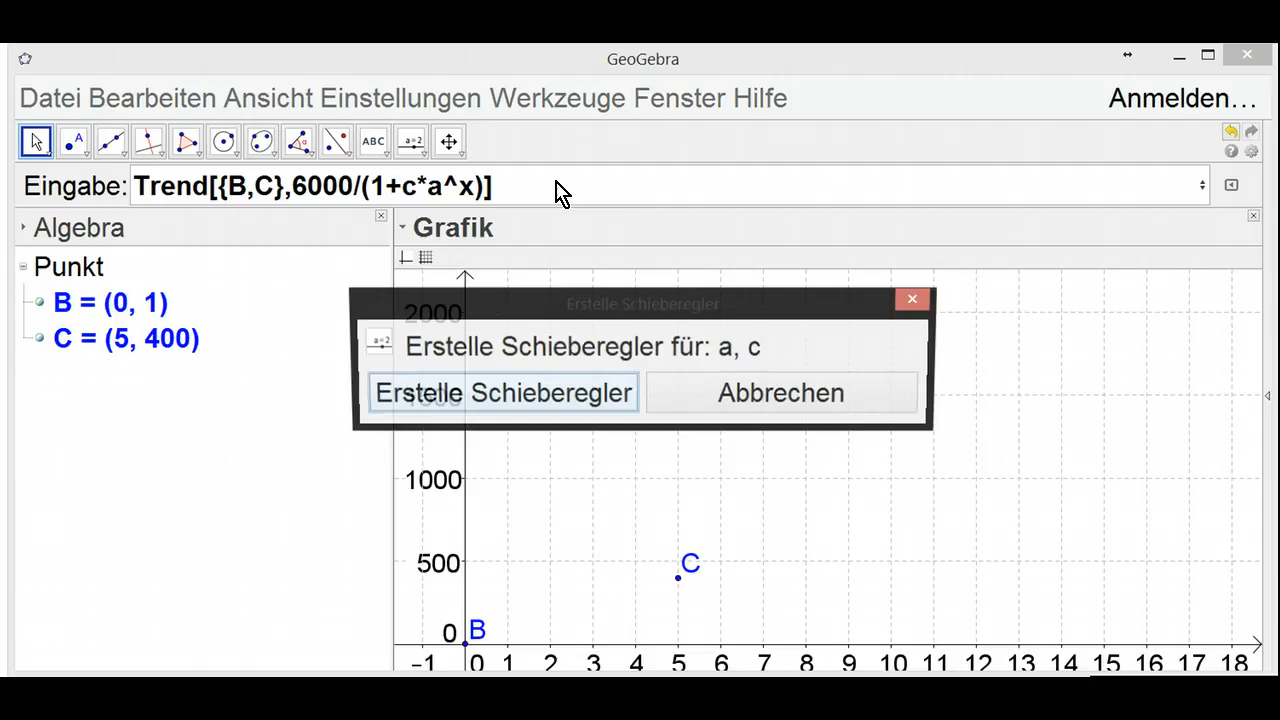 GeoGebra
Datei Bearbeiten Ansicht Einstellungen Werkzeuge Fenster Hilfe
Anmelden...
A
ABC
a=2
Eingabe: Trend[{B,C},6000/(1+c*a^x)]
Algebra
Grafik
Punkt
B = (0, 1)
C = (5, 400)
Erstelle Schieberegler
2000
a=2
Erstelle Schieberegler für: a, c
Erstelle Schieberegler
Abbrechen
1000
500
C
0
B
−1 0 1 2 3 4 5 6 7 8 9 10 11 12 13 14 15 16 17 18